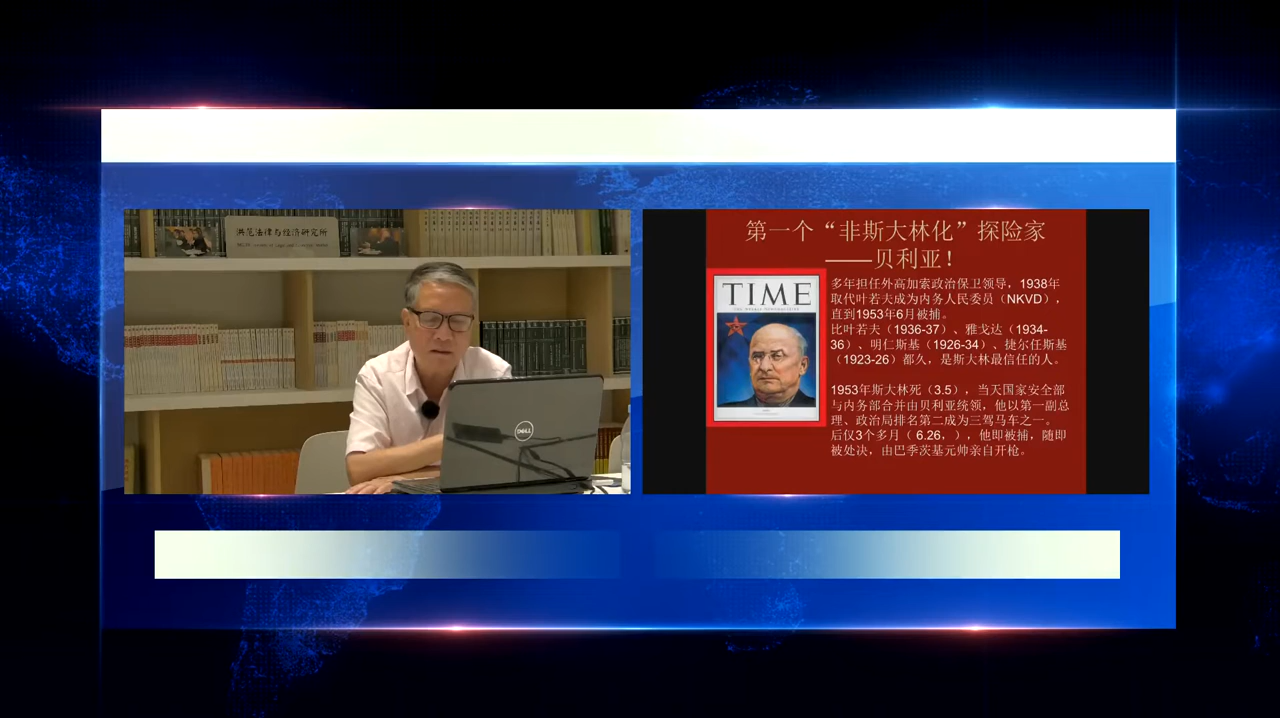 洪范法律与经济研究所
第一个“非斯大林化”探险家
——贝利亚！
TIME
多年担任外高加索政治保卫领导，1938年
取代叶若夫成为内务人民委员（NKVD），
直到1953年6月被捕。
比叶若夫（1936-37）、雅戈达（1934-
36）、明仁斯基（1926-34）、捷尔任斯基
（1923-26）都久，是斯大林最信任的人。
1953年斯大林死（3.5），当天国家安全部
与内务部合并由贝利亚统领，他以第一副总
理、政治局排名第二成为三驾马车之一。
后仅3个多月（ 6.26，），他即被捕，随即
被处决，由巴季茨基元帅亲自开枪。
DELL